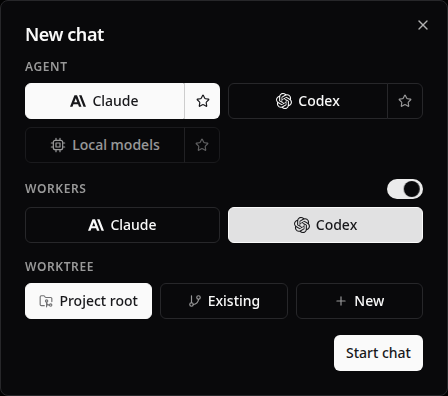 New chat
AGENT
Claude
Codex
Local models
WORKERS
Claude
Codex
WORKTREE
Project root
Existing
New
Start chat